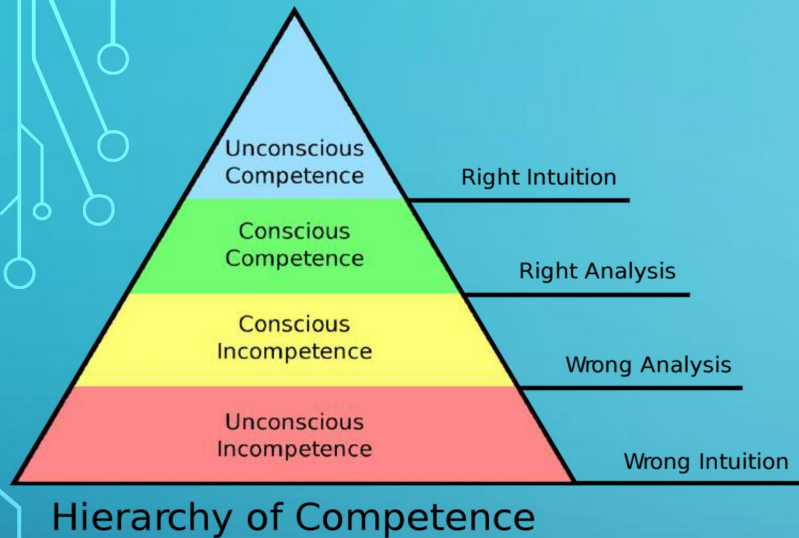 Unconscious
Competence
Right Intuition
Conscious
Competence
Right Analysis
Conscious
Incompetence
Wrong Analysis
Unconscious
Incompetence
Wrong Intuition
Hierarchy of Competence